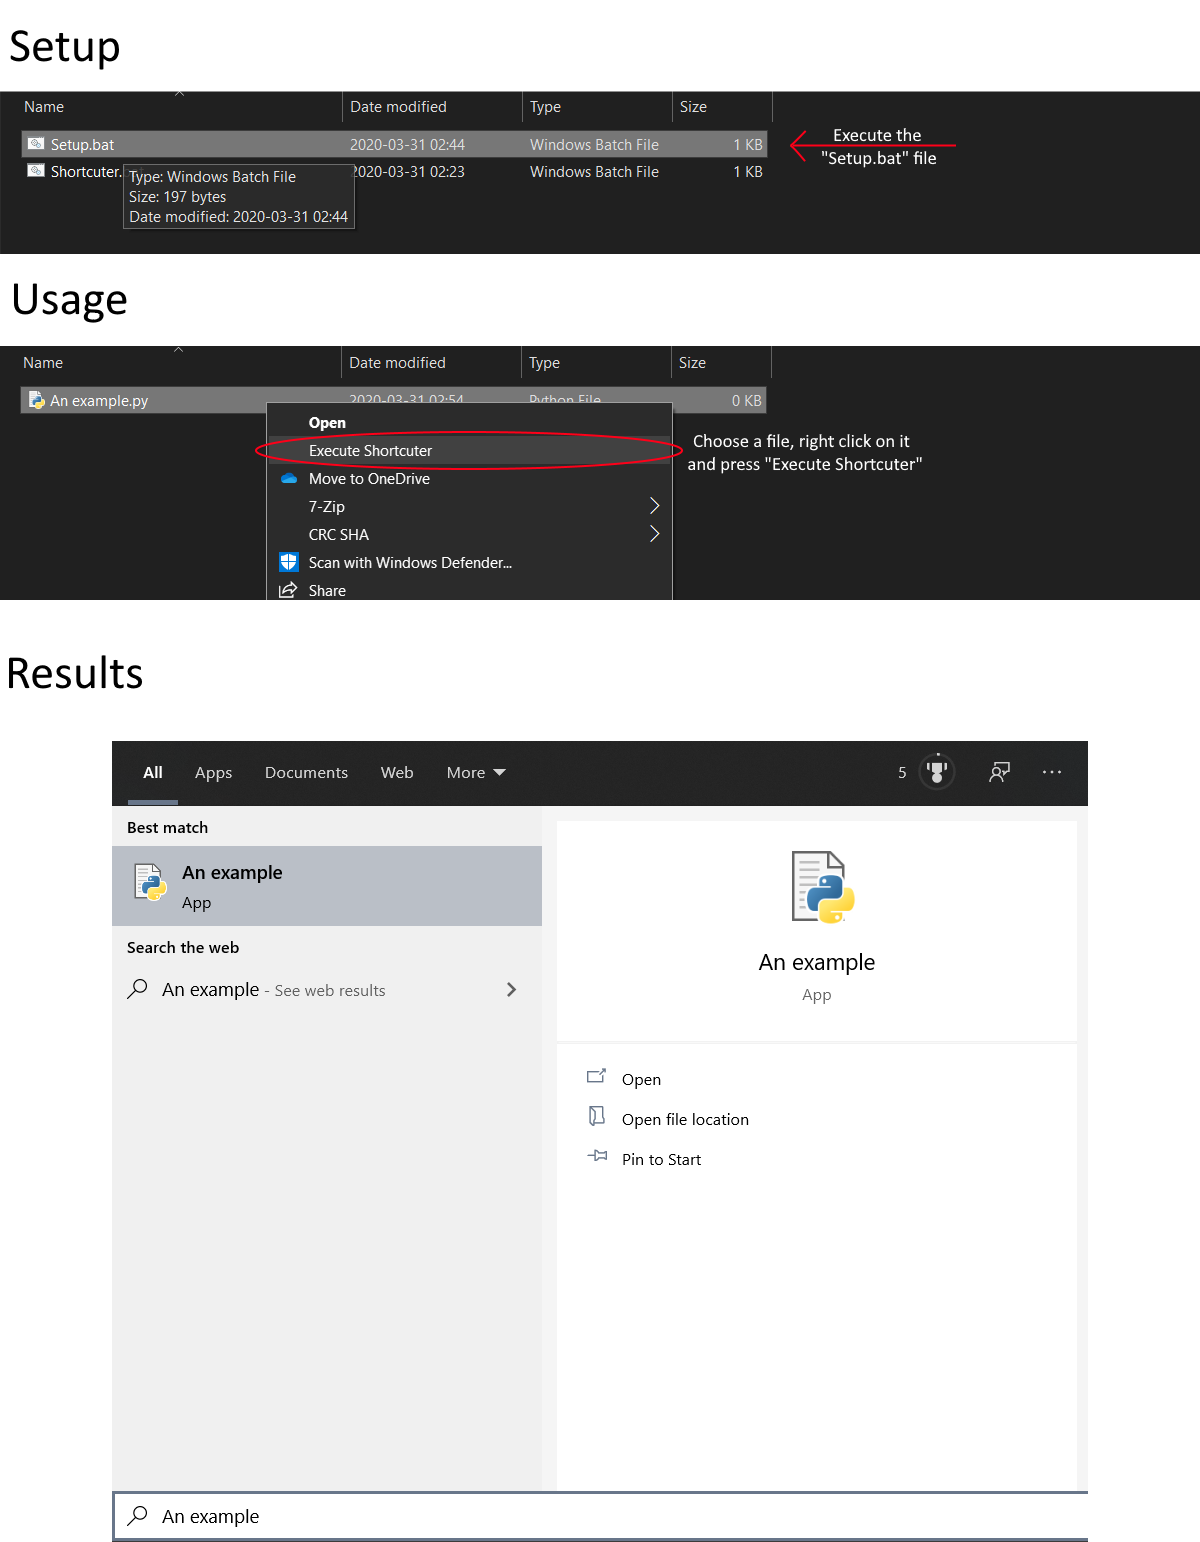 Setup
Name Date modified Type Size
Setup.bat 2020-03-31 02:44 Windows Batch File 1 KB
Execute the
"Setup.bat" file
Shortcuter. 2020-03-31 02:23 Windows Batch File 1 KB
Type: Windows Batch File
Size: 197 bytes
Date modified: 2020-03-31 02:44
Usage
Name Date modified Type Size
An example.py 2020-03-31 02:54 Python File 0 KB
Open
Execute Shortcuter
Choose a file, right click on it
and press "Execute Shortcuter"
Move to OneDrive
7-Zip
CRC SHA
Scan with Windows Defender...
Share
Results
All Apps Documents Web More 5
Best match
An example
App
Search the web
An example - See web results
An example
App
Open
Open file location
Pin to Start
An example